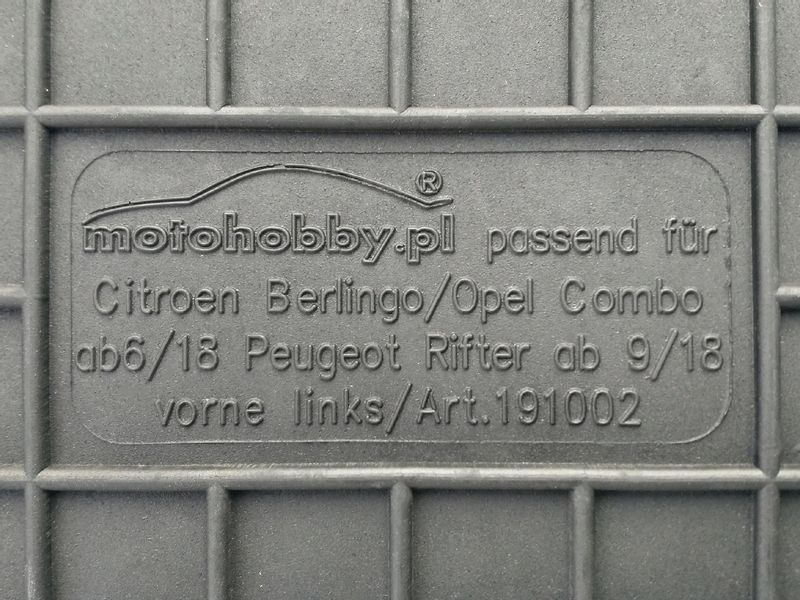 motohobby.pl® passend für
Citroen Berlingo/Opel Combo
ab6/18 Peugeot Rifter ab 9/18
vorne links/Art.191002